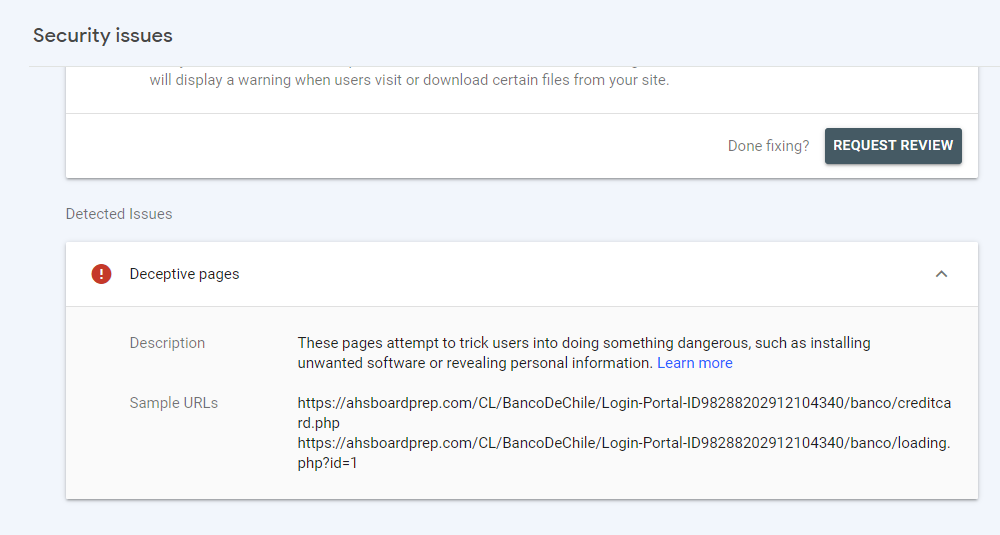 Security issues
will display a warning when users visit or download certain files from your site.
Done fixing? REQUEST REVIEW
Detected Issues
Deceptive pages
Description These pages attempt to trick users into doing something dangerous, such as installing
unwanted software or revealing personal information. Learn more
Sample URLs https://ahsboardprep.com/CL/BancoDeChile/Login-Portal-ID98288202912104340/banco/creditca
rd.php
https://ahsboardprep.com/CL/BancoDeChile/Login-Portal-ID98288202912104340/banco/loading.
php?id=1